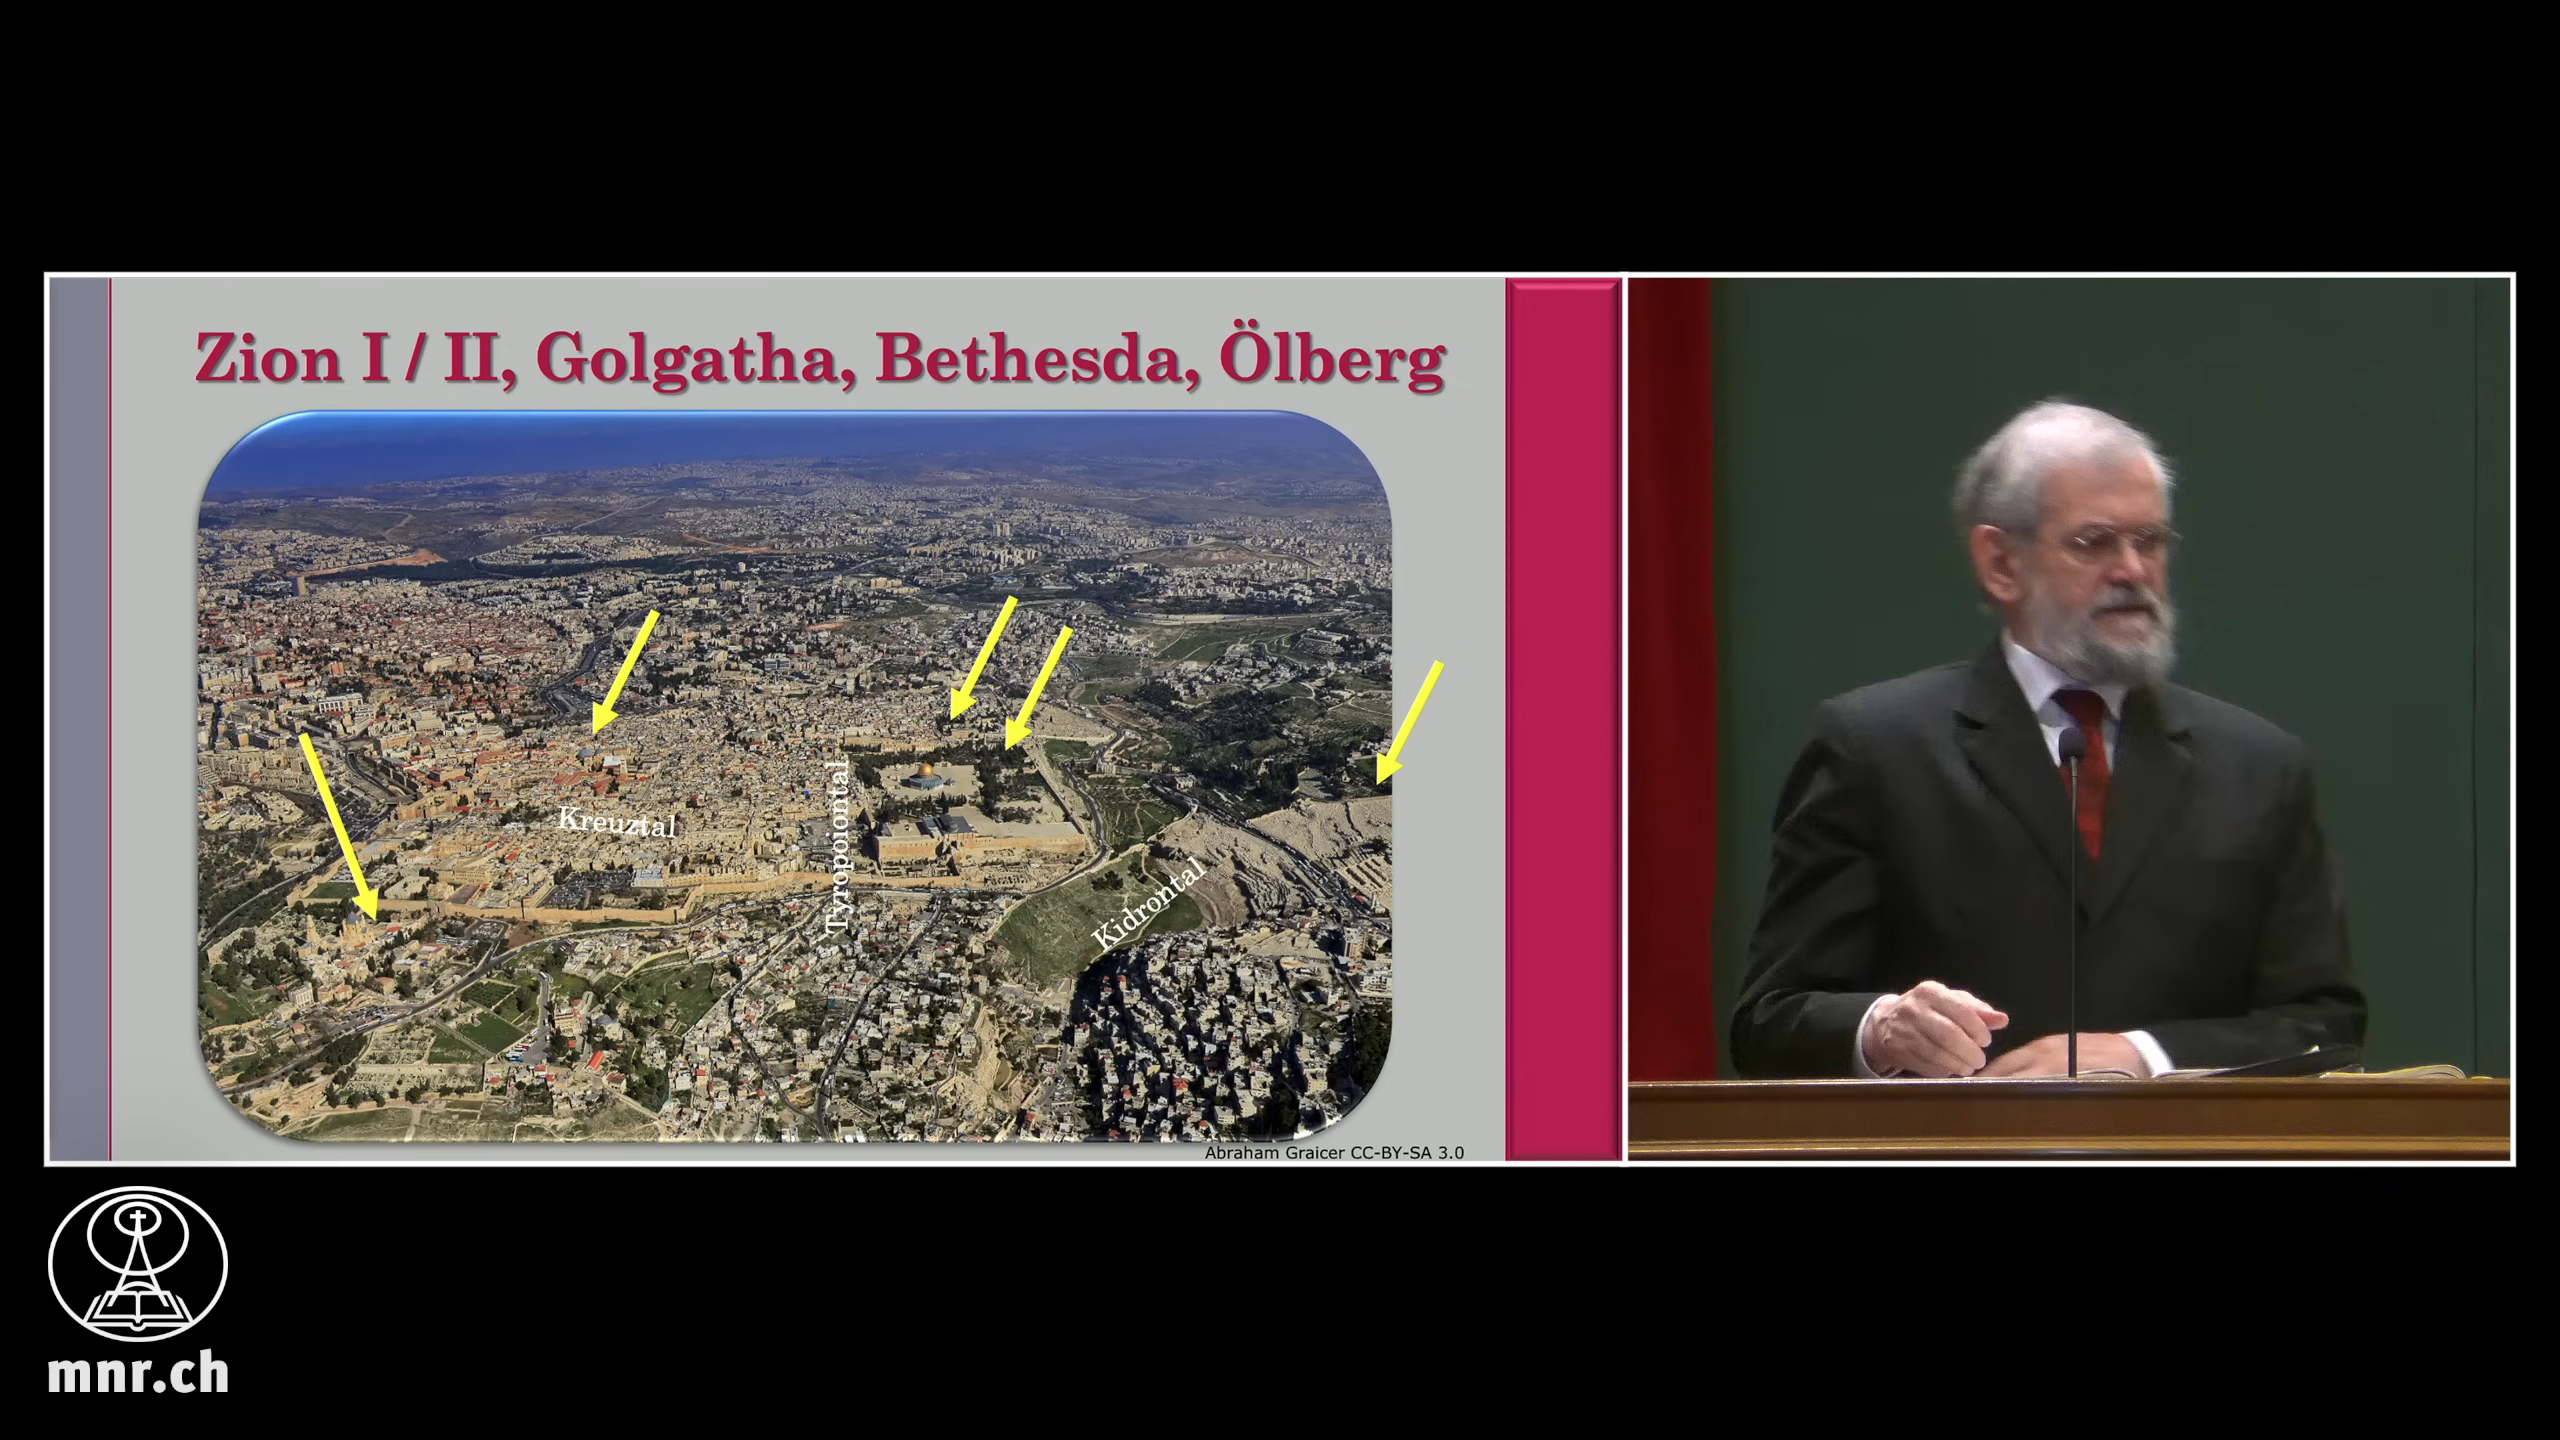 Zion I / II, Golgatha, Bethesda, Ölberg
Kreuztal
Tyropoiontal
Kidrontal
Abraham Graicer CC-BY-SA 3.0
mnr.ch